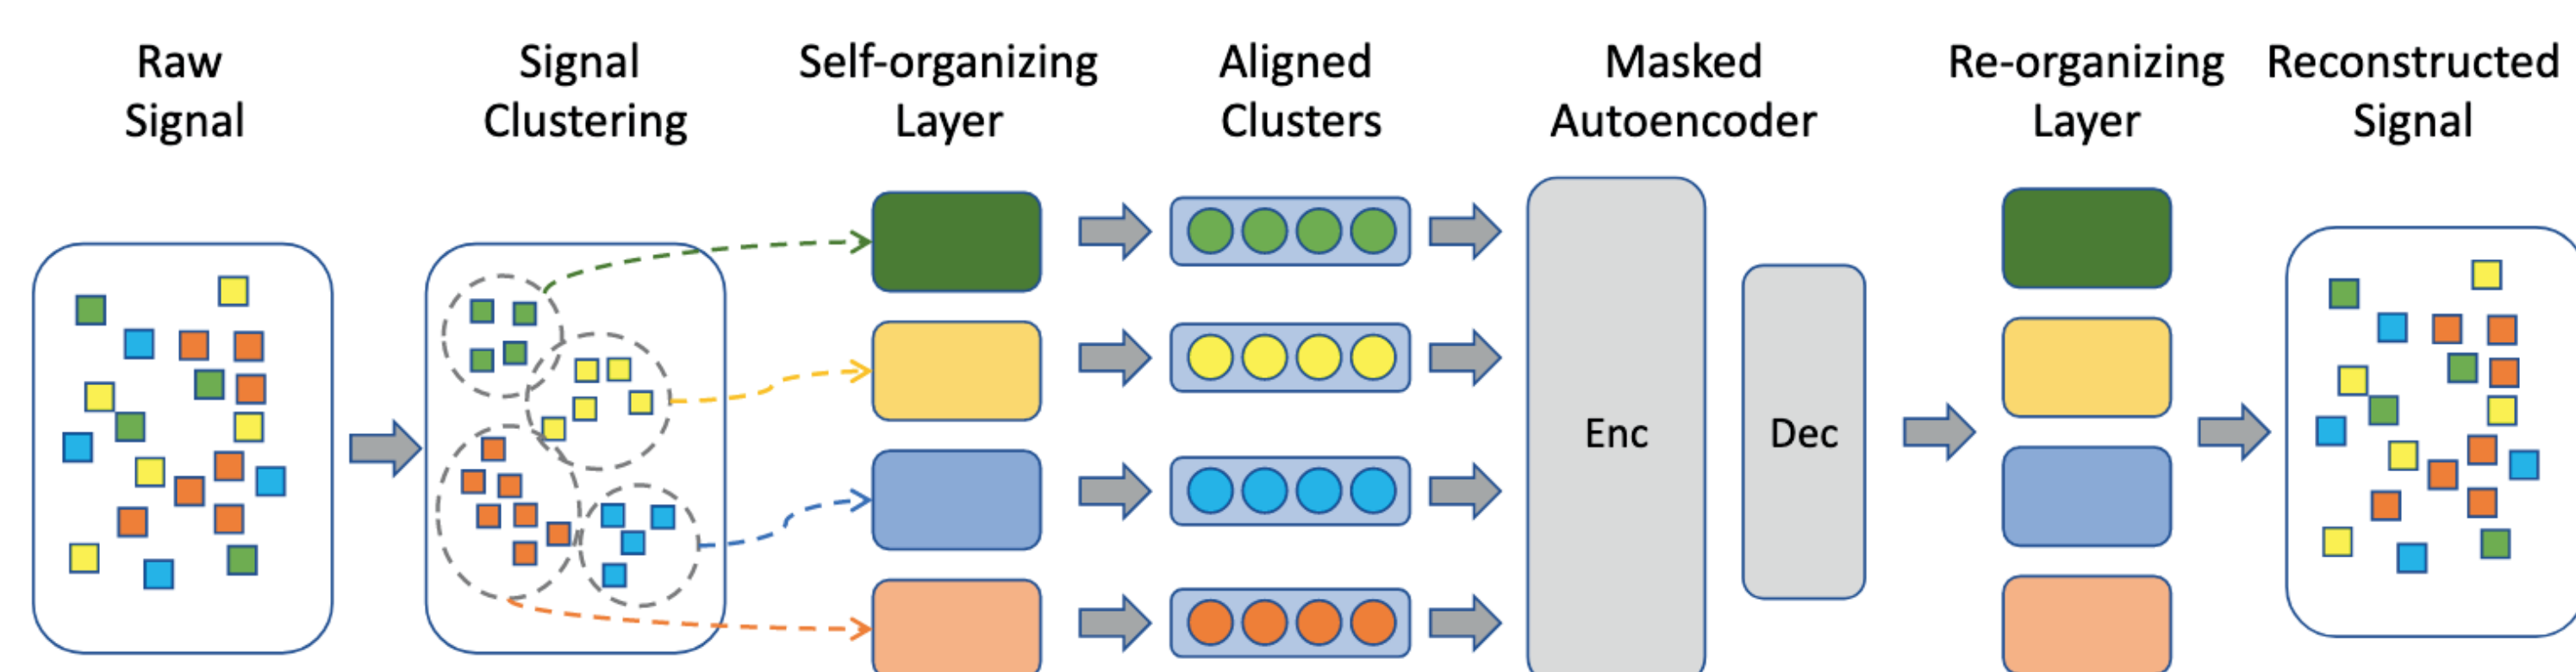 Raw
Signal
Signal
Clustering
Self-organizing
Layer
Aligned
Clusters
Masked
Autoencoder
Re-organizing
Layer
Reconstructed
Signal
Enc
Dec